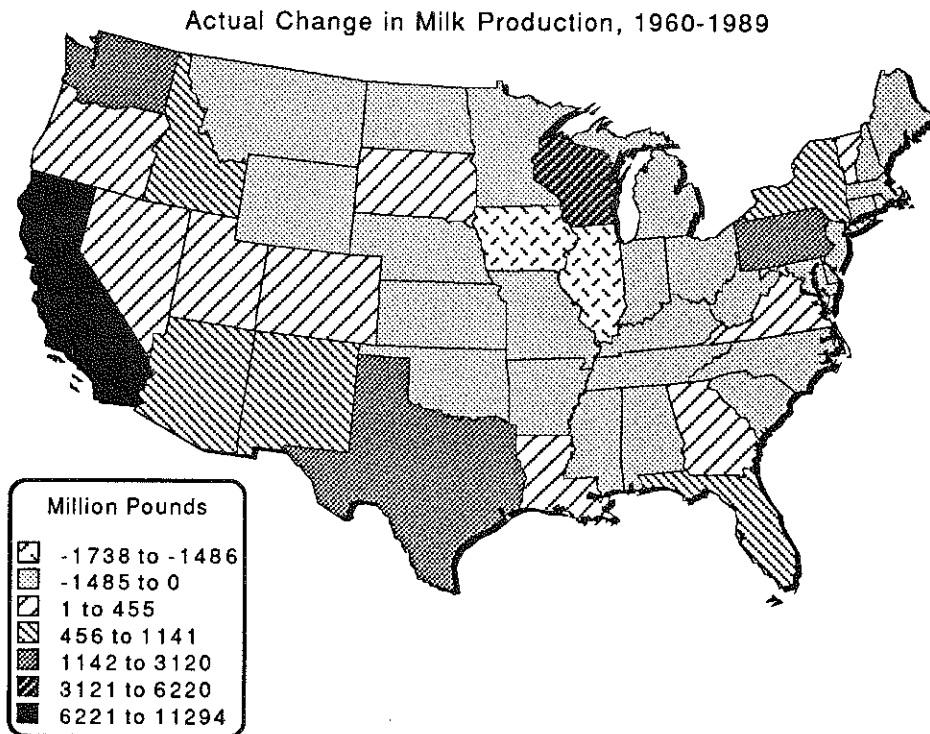 Actual Change in Milk Production, 1960-1989
Million Pounds
-1738 to -1486
-1485 to 0
1 to 455
456 to 1141
1142 to 3120
3121 to 6220
6221 to 11294